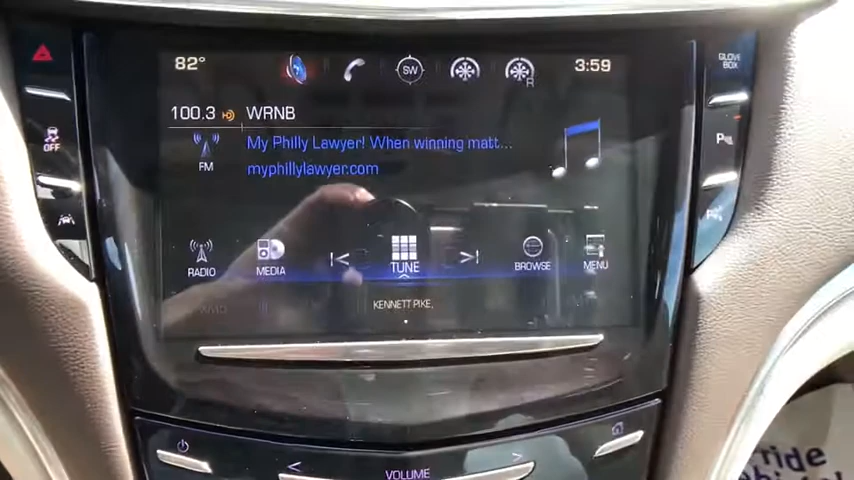 82°
SW
R
3:59
GLOVE
BOX
100.3 WRNB
FM
My Philly Lawyer! When winning matt...
myphillylawyer.com
OFF
P
RADIO
MEDIA
TUNE
BROWSE
MENU
KENNETT PIKE,
VOLUME
ride